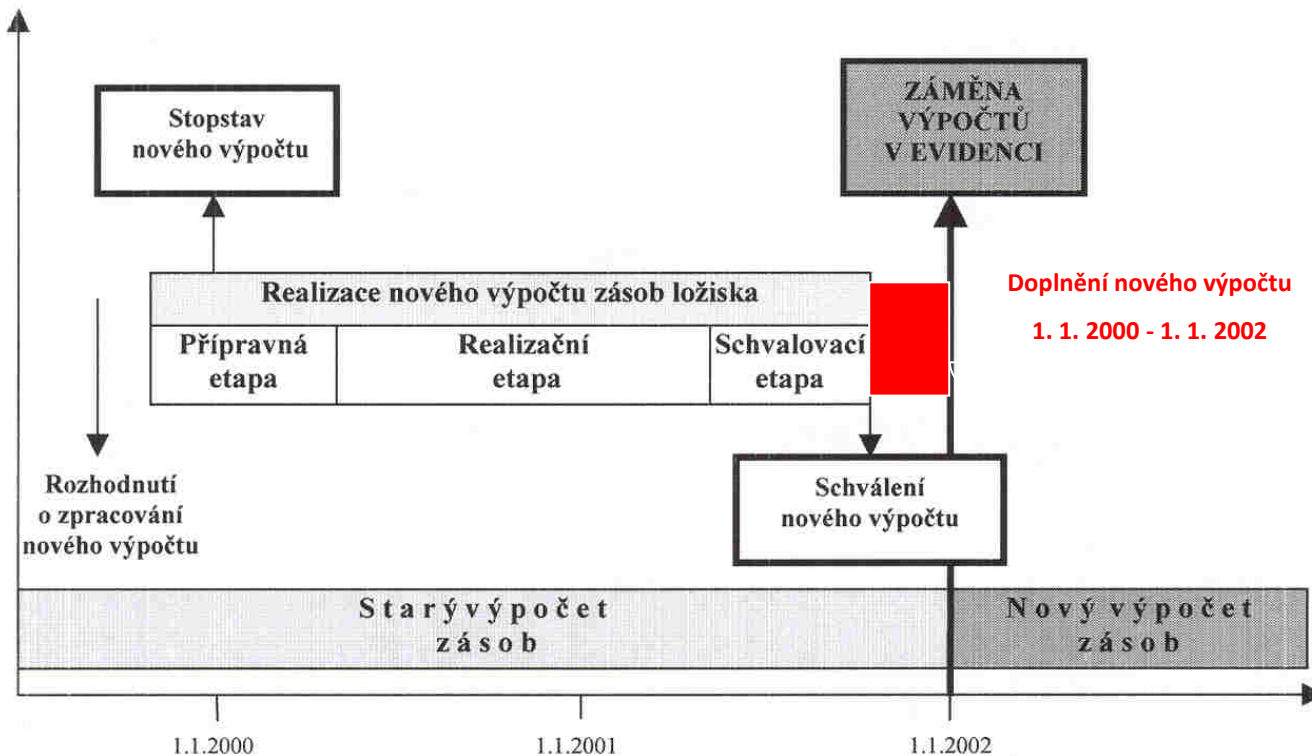 Stopstav
nového výpočtu
ZÁMĚNA
VÝPOČTŮ
V EVIDENCI
Realizace nového výpočtu zásob ložiska
Přípravná
etapa
Realizační
etapa
Schvalovací
etapa
Doplnění nového výpočtu
1. 1. 2000 - 1. 1. 2002
Rozhodnutí
o zpracování
nového výpočtu
Schválení
nového výpočtu
Starývýpočet
zásob
Nový výpočet
zásob
1.1.2000
1.1.2001
1.1.2002